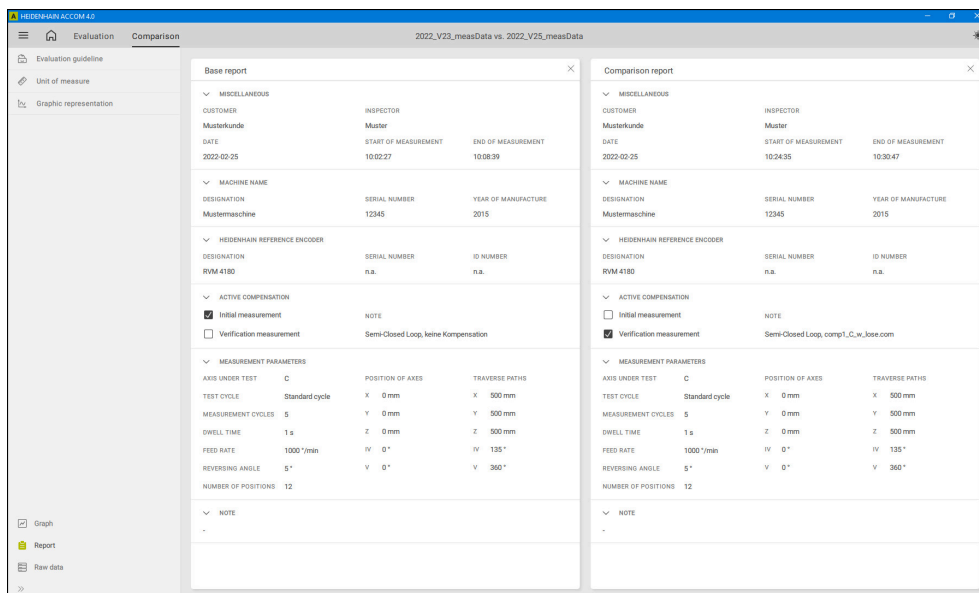 HEIDENHAIN ACCOM 4.0
Evaluation Comparison 2022_V23_measData vs. 2022_V25_measData
Evaluation guideline
Unit of measure
Graphic representation
Graph
Report
Raw data
Base report
MISCELLANEOUS
CUSTOMER INSPECTOR
Musterkunde Muster
DATE START OF MEASUREMENT END OF MEASUREMENT
2022-02-25 10:02:27 10:08:39
MACHINE NAME
DESIGNATION SERIAL NUMBER YEAR OF MANUFACTURE
Mustermaschine 12345 2015
HEIDENHAIN REFERENCE ENCODER
DESIGNATION SERIAL NUMBER ID NUMBER
RVM 4180 n.a. n.a.
ACTIVE COMPENSATION
Initial measurement NOTE
Verification measurement Semi-Closed Loop, keine Kompensation
MEASUREMENT PARAMETERS
AXIS UNDER TEST C POSITION OF AXES TRAVERSE PATHS
TEST CYCLE Standard cycle X 0 mm X 500 mm
MEASUREMENT CYCLES 5 Y 0 mm Y 500 mm
DWELL TIME 1 s Z 0 mm Z 500 mm
FEED RATE 1000 °/min IV 0 ° IV 135 °
REVERSING ANGLE 5 ° V 0 ° V 360 °
NUMBER OF POSITIONS 12
NOTE
-
Comparison report
MISCELLANEOUS
CUSTOMER INSPECTOR
Musterkunde Muster
DATE START OF MEASUREMENT END OF MEASUREMENT
2022-02-25 10:24:35 10:30:47
MACHINE NAME
DESIGNATION SERIAL NUMBER YEAR OF MANUFACTURE
Mustermaschine 12345 2015
HEIDENHAIN REFERENCE ENCODER
DESIGNATION SERIAL NUMBER ID NUMBER
RVM 4180 n.a. n.a.
ACTIVE COMPENSATION
Initial measurement NOTE
Verification measurement Semi-Closed Loop, comp1_C_w_lose.com
MEASUREMENT PARAMETERS
AXIS UNDER TEST C POSITION OF AXES TRAVERSE PATHS
TEST CYCLE Standard cycle X 0 mm X 500 mm
MEASUREMENT CYCLES 5 Y 0 mm Y 500 mm
DWELL TIME 1 s Z 0 mm Z 500 mm
FEED RATE 1000 °/min IV 0 ° IV 135 °
REVERSING ANGLE 5 ° V 0 ° V 360 °
NUMBER OF POSITIONS 12
NOTE
-